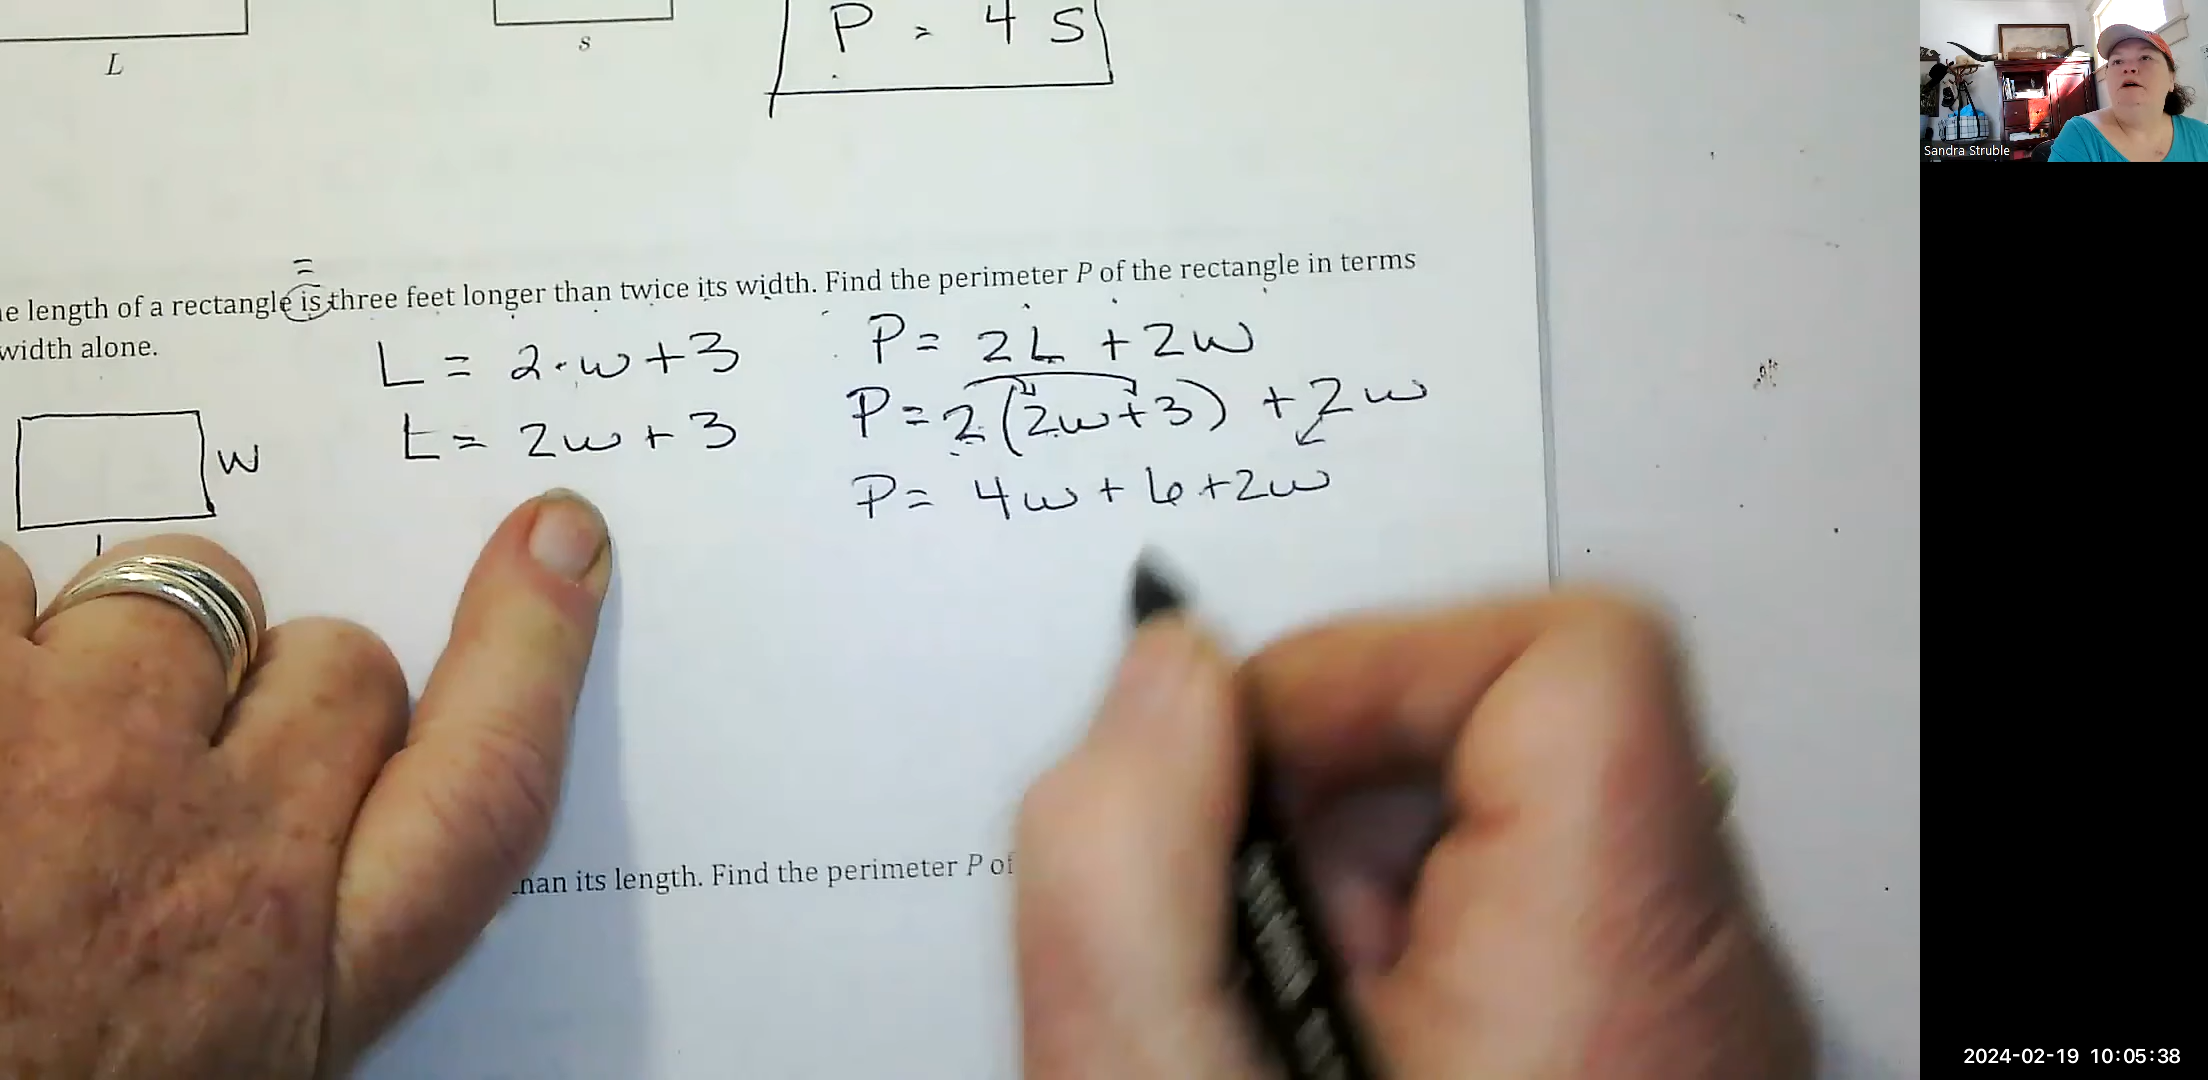 L
s
P = 4 s
=
e length of a rectangle is three feet longer than twice its width. Find the perimeter P of the rectangle in terms
width alone.
L = 2·w+3
L = 2w + 3
w
P = 2L + 2w
P = 2(2w+3) + 2w
P = 4w + 6 + 2w
han its length. Find the perimeter P of
Sandra Struble
2024-02-19 10:05:38